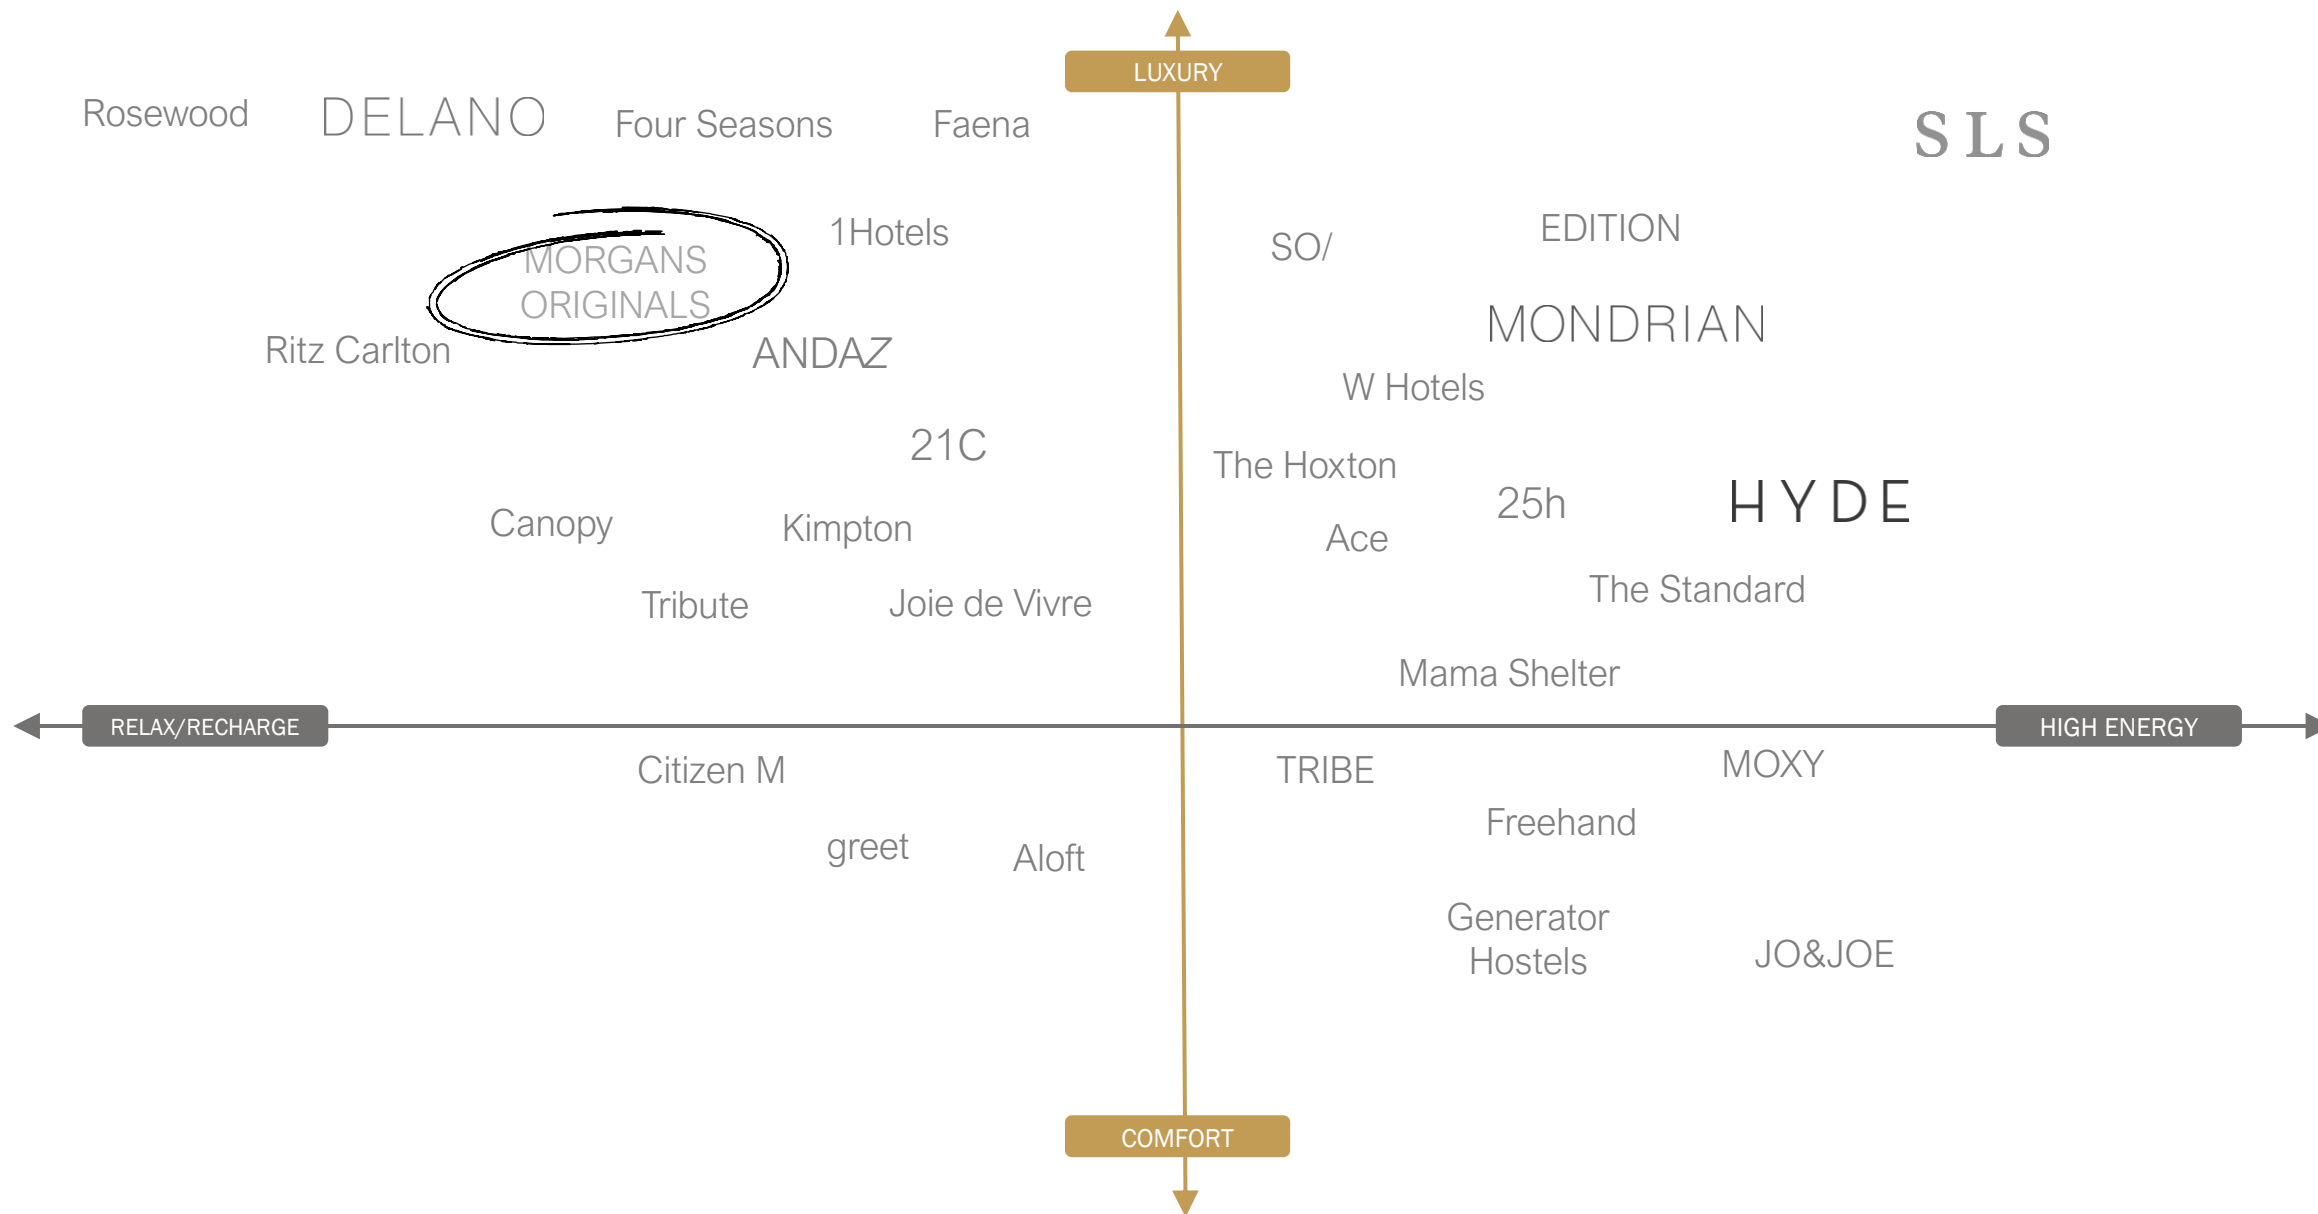 LUXURY
Rosewood
DELANO
Four Seasons
Faena
SLS
1Hotels
SO/
EDITION
MORGANS
ORIGINALS
MONDRIAN
Ritz Carlton
ANDAZ
W Hotels
21C
The Hoxton
25h
HYDE
Canopy
Kimpton
Ace
Tribute
Joie de Vivre
The Standard
Mama Shelter
RELAX/RECHARGE
HIGH ENERGY
Citizen M
TRIBE
MOXY
Freehand
greet
Aloft
Generator
Hostels
JO&JOE
COMFORT